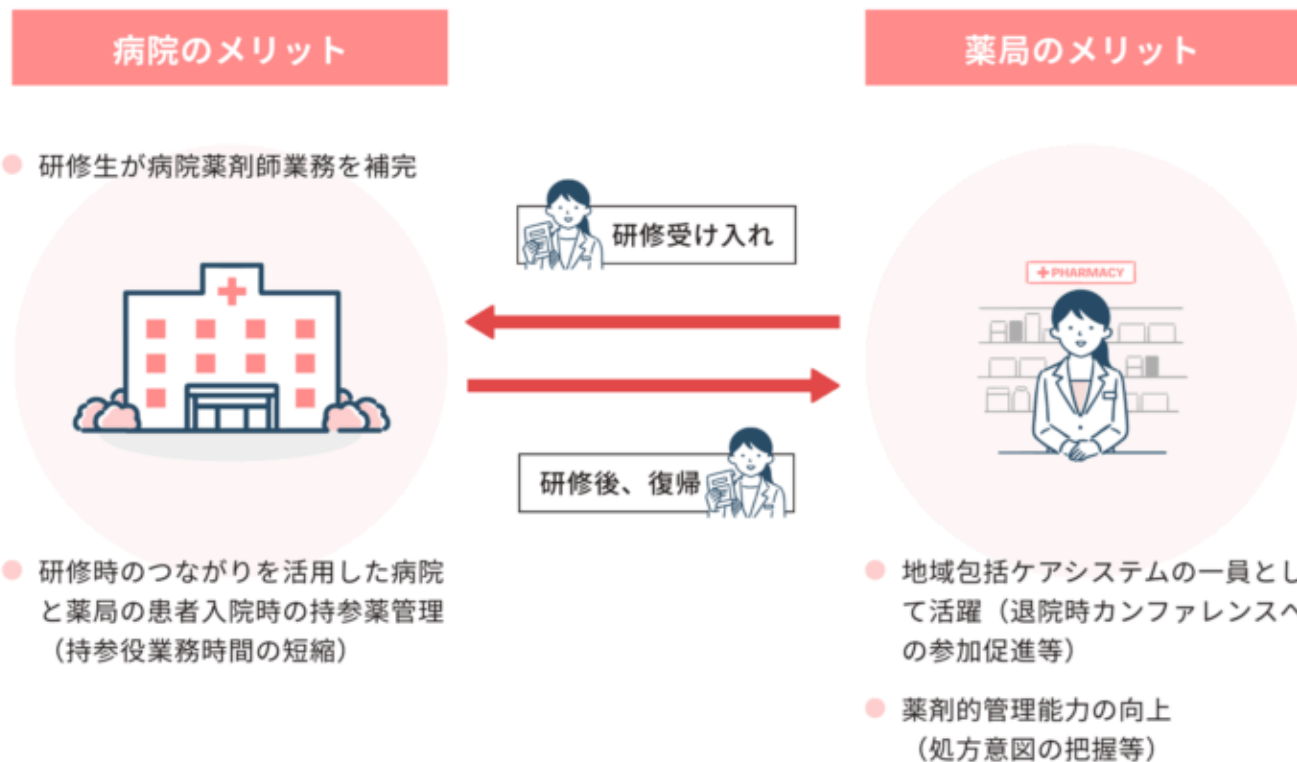 病院のメリット
薬局のメリット
研修生が病院薬剤師業務を補完
研修受け入れ
+PHARMACY
研修後、復帰
研修時のつながりを活用した病院
と薬局の患者入院時の持参薬管理
（持参役業務時間の短縮）
地域包括ケアシステムの一員とし
て活躍（退院時カンファレンスへ
の参加促進等）
薬剤的管理能力の向上
（処方意図の把握等）